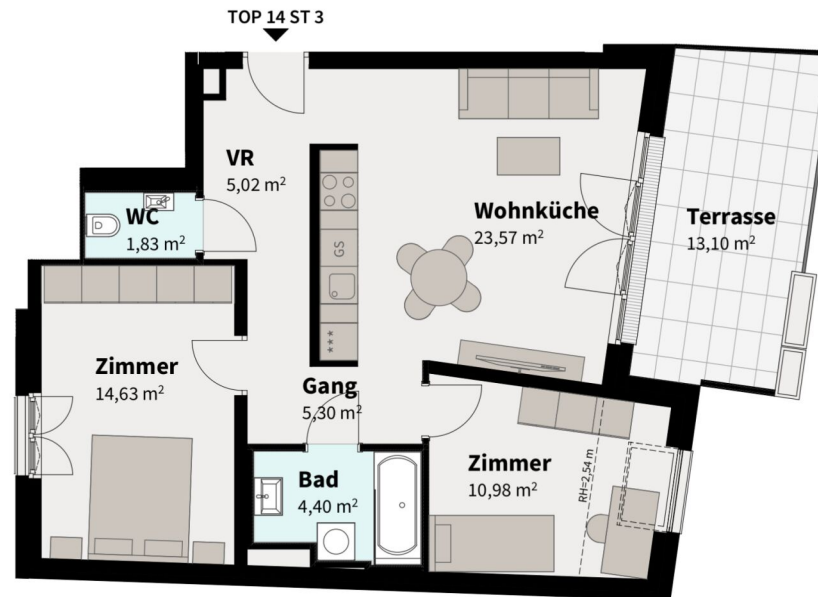 TOP 14 ST 3
VR
5,02 m²
WC
1,83 m²
GS
***
Wohnküche
23,57 m²
Terrasse
13,10 m²
Zimmer
14,63 m²
Gang
5,30 m²
Bad
4,40 m²
Zimmer
10,98 m²
RH=2,54 m